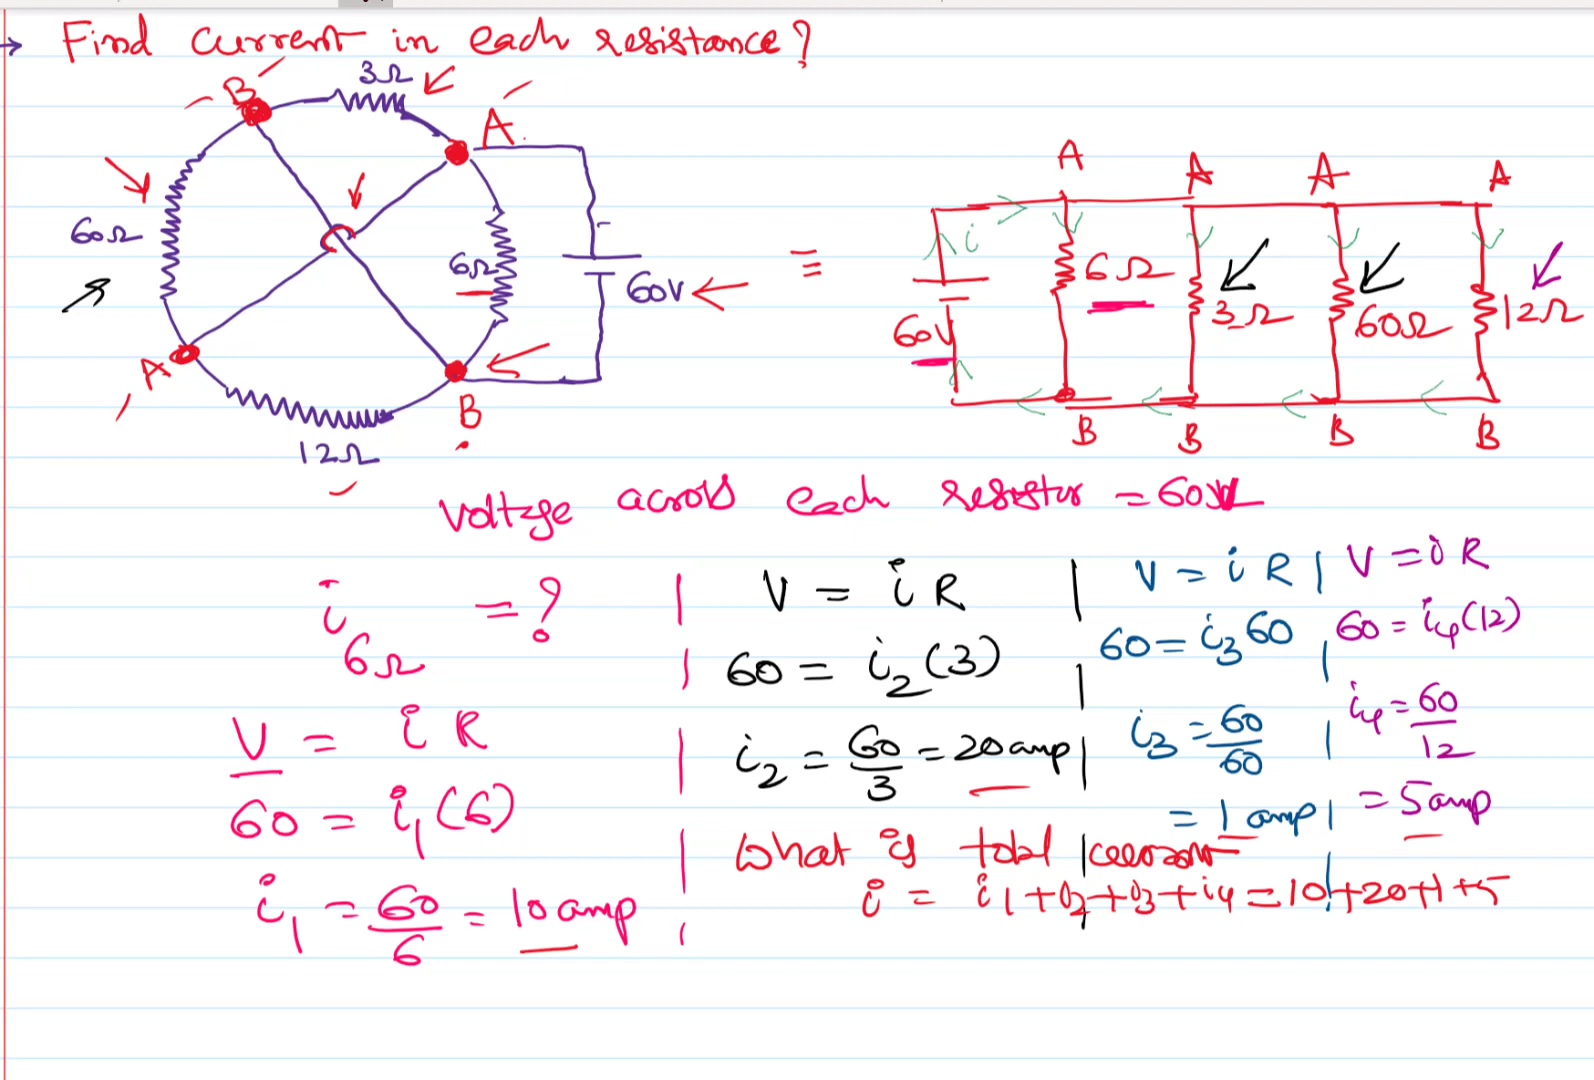 → Find current in each resistance?
B 3Ω A
60Ω 6Ω 60V
A 12Ω B
≡
A A A A
i 6Ω 3Ω 60Ω 12Ω
60V
B B B B
voltage across each resistor = 60V
i6Ω = ?
V = i R
60 = i1 (6)
i1 = 60/6 = 10 amp
V = i R
60 = i2 (3)
i2 = 60/3 = 20 amp
V = i R
60 = i3 60
i3 = 60/60
= 1 amp
V = i R
60 = i4 (12)
i4 = 60/12
= 5 amp
What is total current
i = i1 + i2 + i3 + i4 = 10 + 20 + 1 + 5